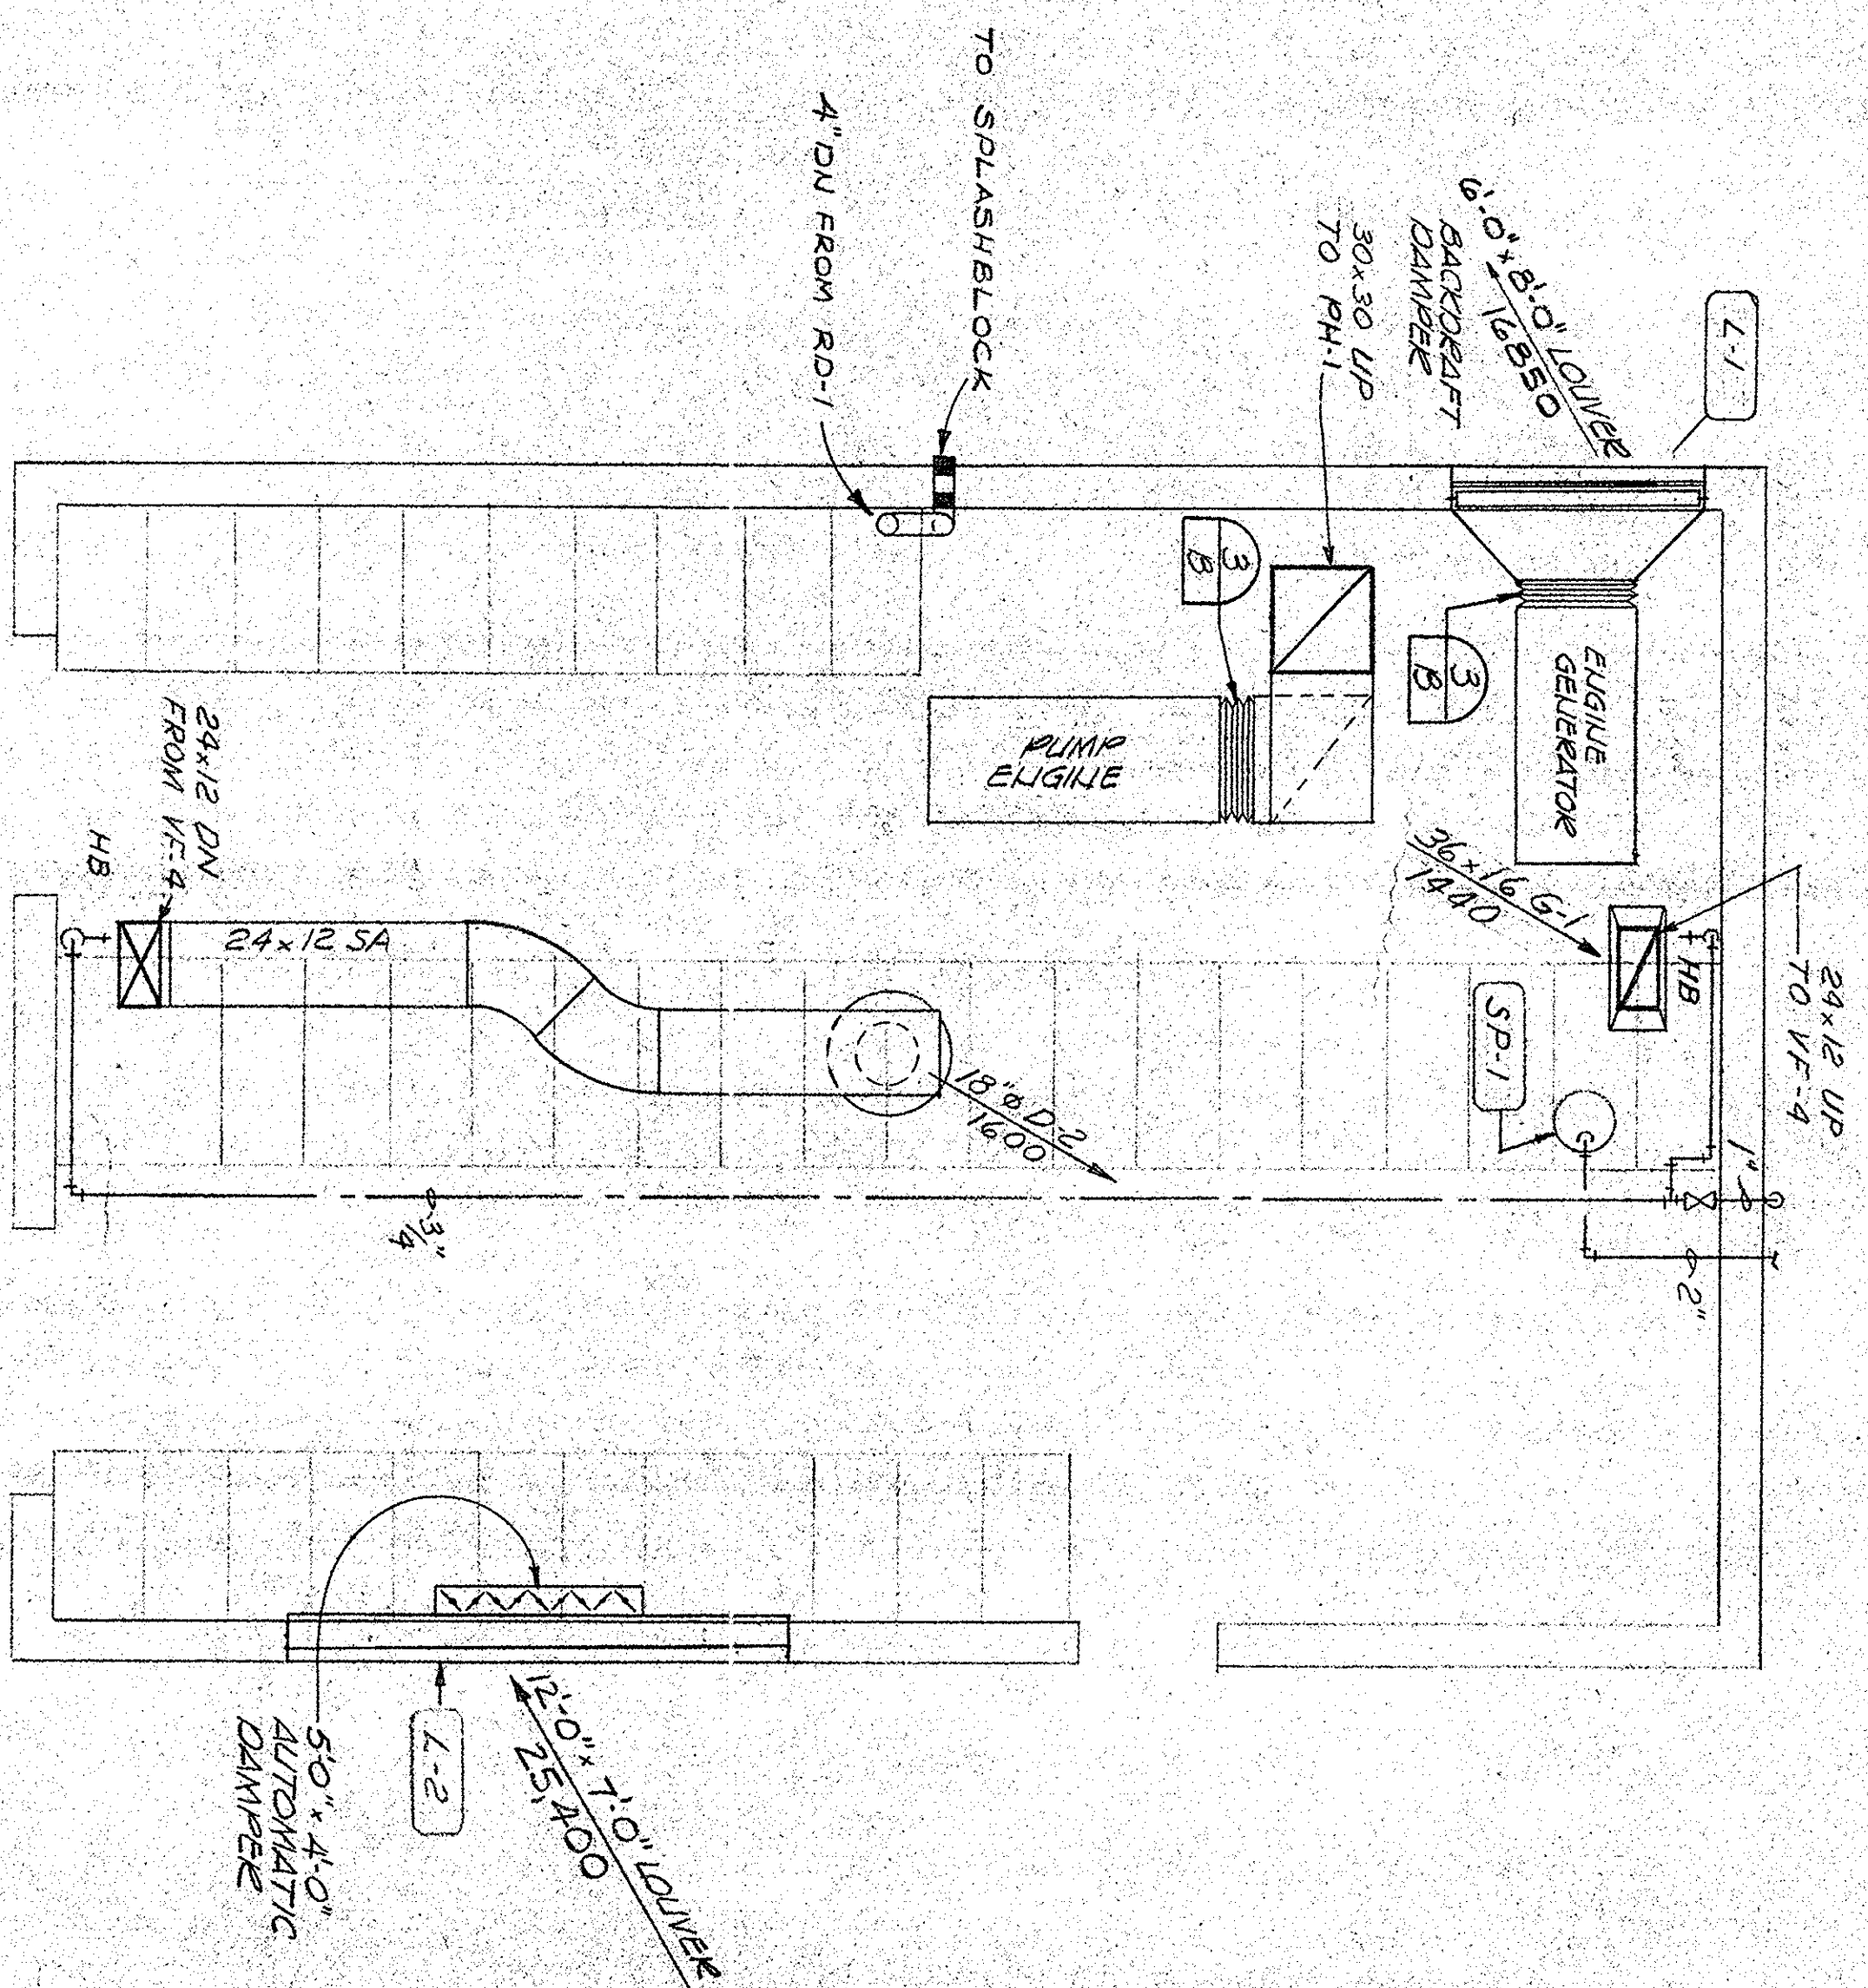 TO SPLASHBLOCK
4" DN FROM RD-1
30x30 UP
TO PH-1
BACKDRAFT
DAMPER
6'-0" x 8'-0" LOUVER
16850
L-1
3
B
3
B
ENGINE
GENERATOR
PUMP
ENGINE
24x12 DN
FROM VF-4
HB
24x12 SA
36x16 G-1
1440
HB
24x12 UP
TO VF-4
SP-1
18"ø D-2
1600
1"
2"
3/4"
5'0" x 4'-0"
AUTOMATIC
DAMPER
L-2
12'-0" x 7'-0" LOUVER
25,400